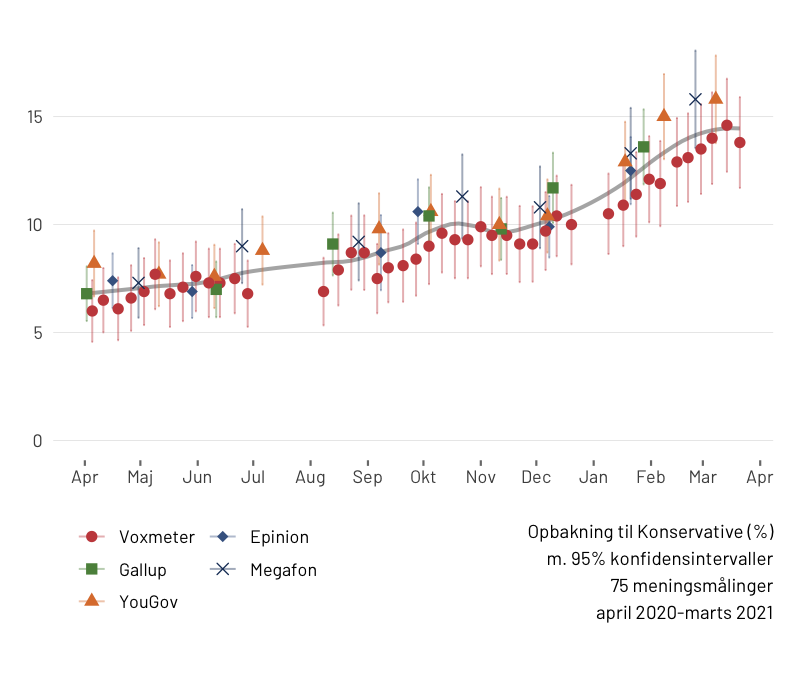 15
10
5
0
Apr Maj Jun Jul Aug Sep Okt Nov Dec Jan Feb Mar Apr
Voxmeter Epinion
Gallup Megafon
YouGov
Opbakning til Konservative (%)
m. 95% konfidensintervaller
75 meningsmålinger
april 2020-marts 2021